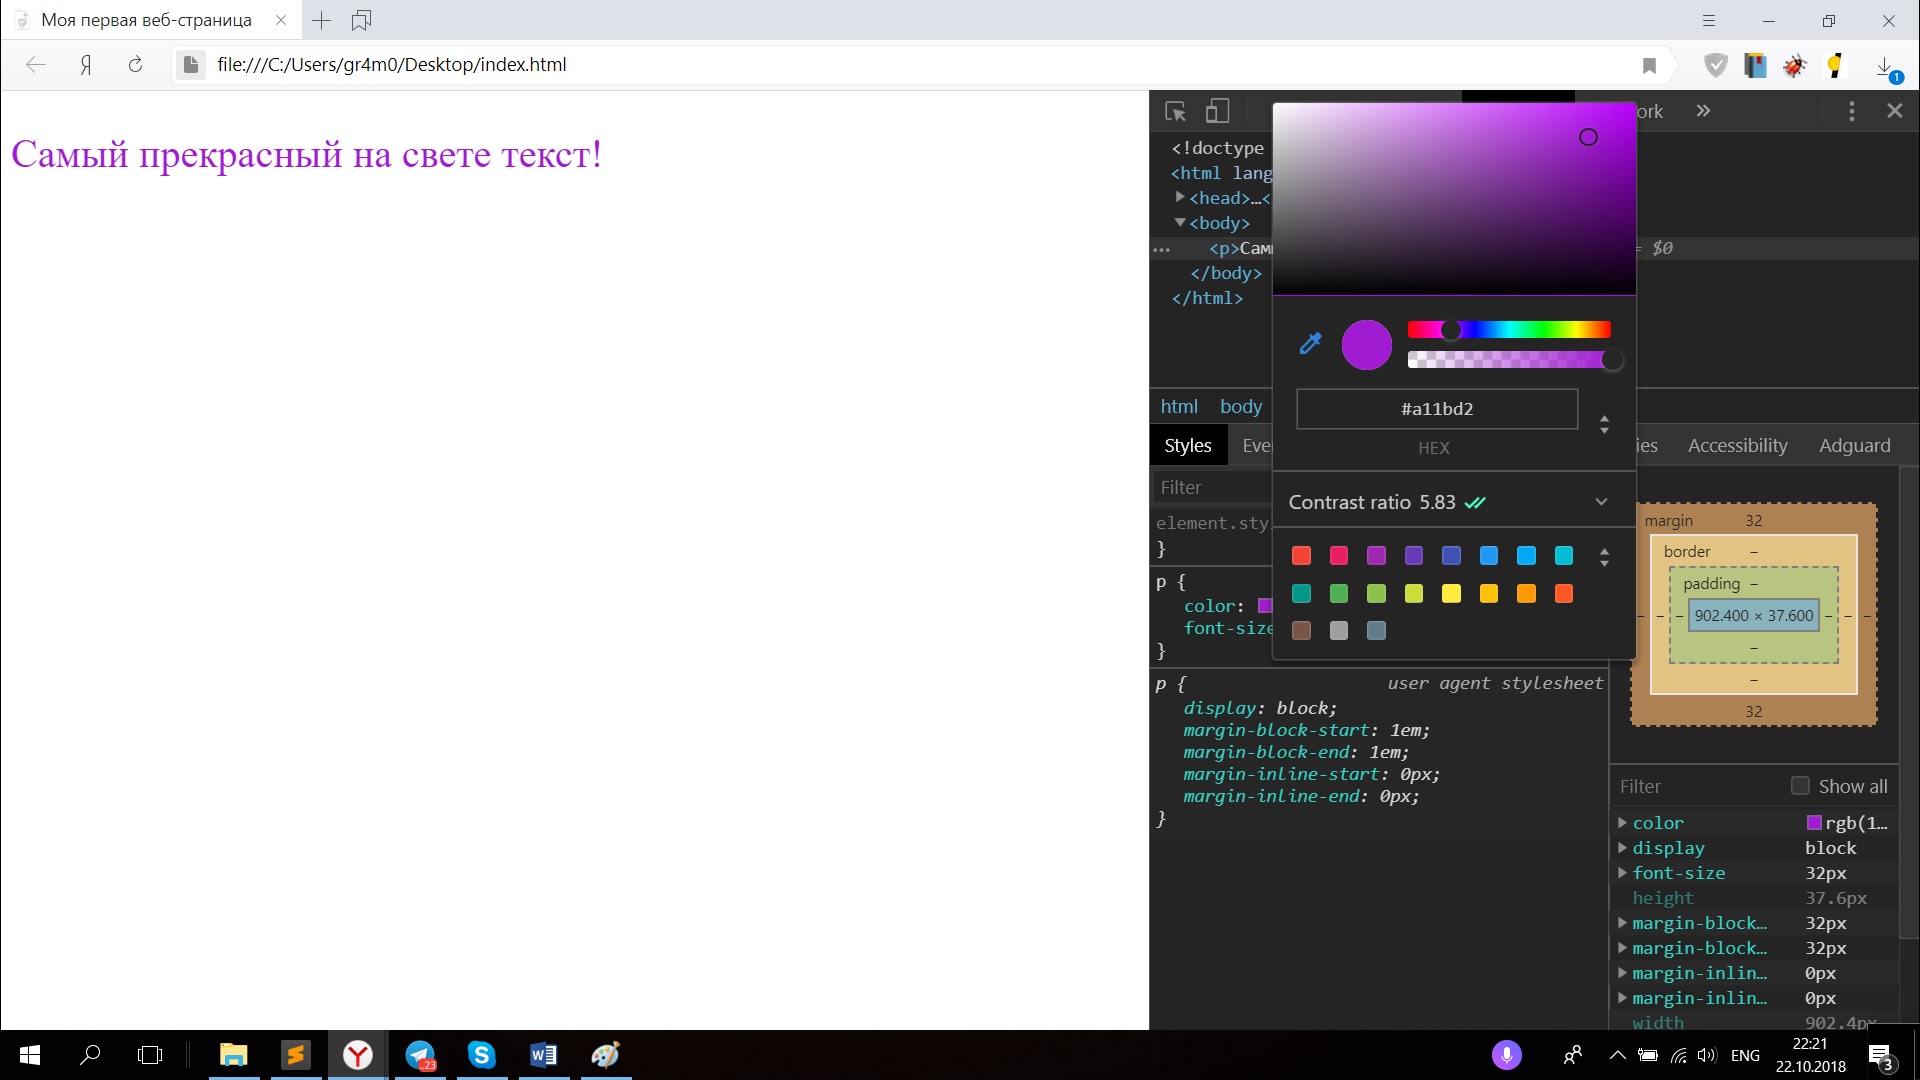 Моя первая веб-страница
file:///C:/Users/gr4m0/Desktop/index.html
1
Самый прекрасный на свете текст!
ork
<!doctype
<html lang
<head>…<
<body>
<p>Сам
= $0
</body>
</html>
html body
#a11bd2
HEX
Styles Eve ies Accessibility Adguard
Filter
Contrast ratio 5.83
element.sty
}
p {
color:
font-size
}
p { user agent stylesheet
display: block;
margin-block-start: 1em;
margin-block-end: 1em;
margin-inline-start: 0px;
margin-inline-end: 0px;
}
margin 32
border –
padding –
– – – 902.400 × 37.600 – – –
–
–
32
Filter Show all
color rgb(1…
display block
font-size 32px
height 37.6px
margin-block… 32px
margin-block… 32px
margin-inlin… 0px
margin-inlin… 0px
width 902.4px
23
ENG
22:21
22.10.2018
3